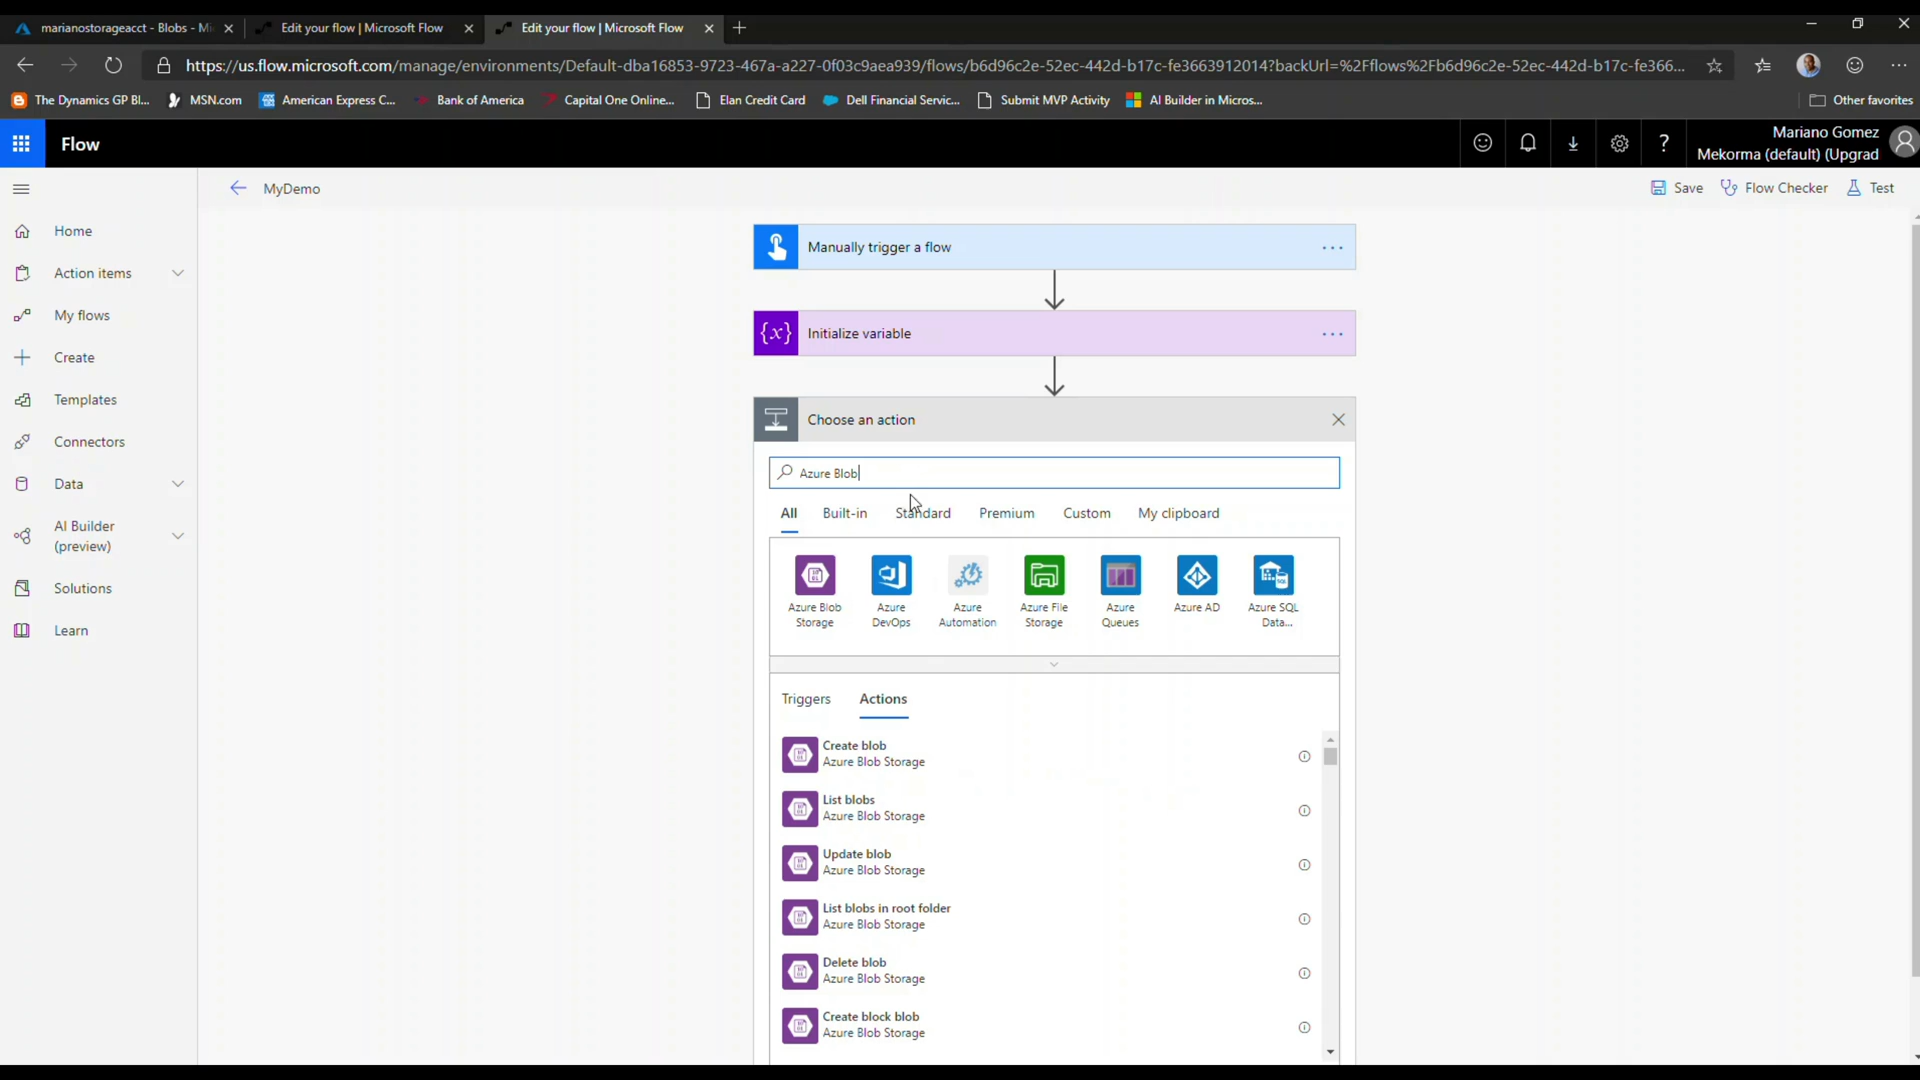 marianostorageacct - Blobs - Mi
Edit your flow | Microsoft Flow
Edit your flow | Microsoft Flow
https://us.flow.microsoft.com/manage/environments/Default-dba16853-9723-467a-a227-0f03c9aea939/flows/b6d96c2e-52ec-442d-b17c-fe3663912014?backUrl=%2Fflows%2Fb6d96c2e-52ec-442d-b17c-fe366...
The Dynamics GP Bl...
MSN.com
American Express C...
Bank of America
Capital One Online...
Elan Credit Card
Dell Financial Servic...
Submit MVP Activity
AI Builder in Micros...
Other favorites
Flow
?
Mariano Gomez
Mekorma (default) (Upgrad
MyDemo
Save
Flow Checker
Test
Home
Action items
My flows
Create
Templates
Connectors
Data
AI Builder
(preview)
Solutions
Learn
Manually trigger a flow
{x} Initialize variable
Choose an action
Azure Blob
All
Built-in
Standard
Premium
Custom
My clipboard
Azure Blob
Storage
Azure
DevOps
Azure
Automation
Azure File
Storage
Azure
Queues
Azure AD
Azure SQL
Data...
Triggers
Actions
Create blob
Azure Blob Storage
List blobs
Azure Blob Storage
Update blob
Azure Blob Storage
List blobs in root folder
Azure Blob Storage
Delete blob
Azure Blob Storage
Create block blob
Azure Blob Storage